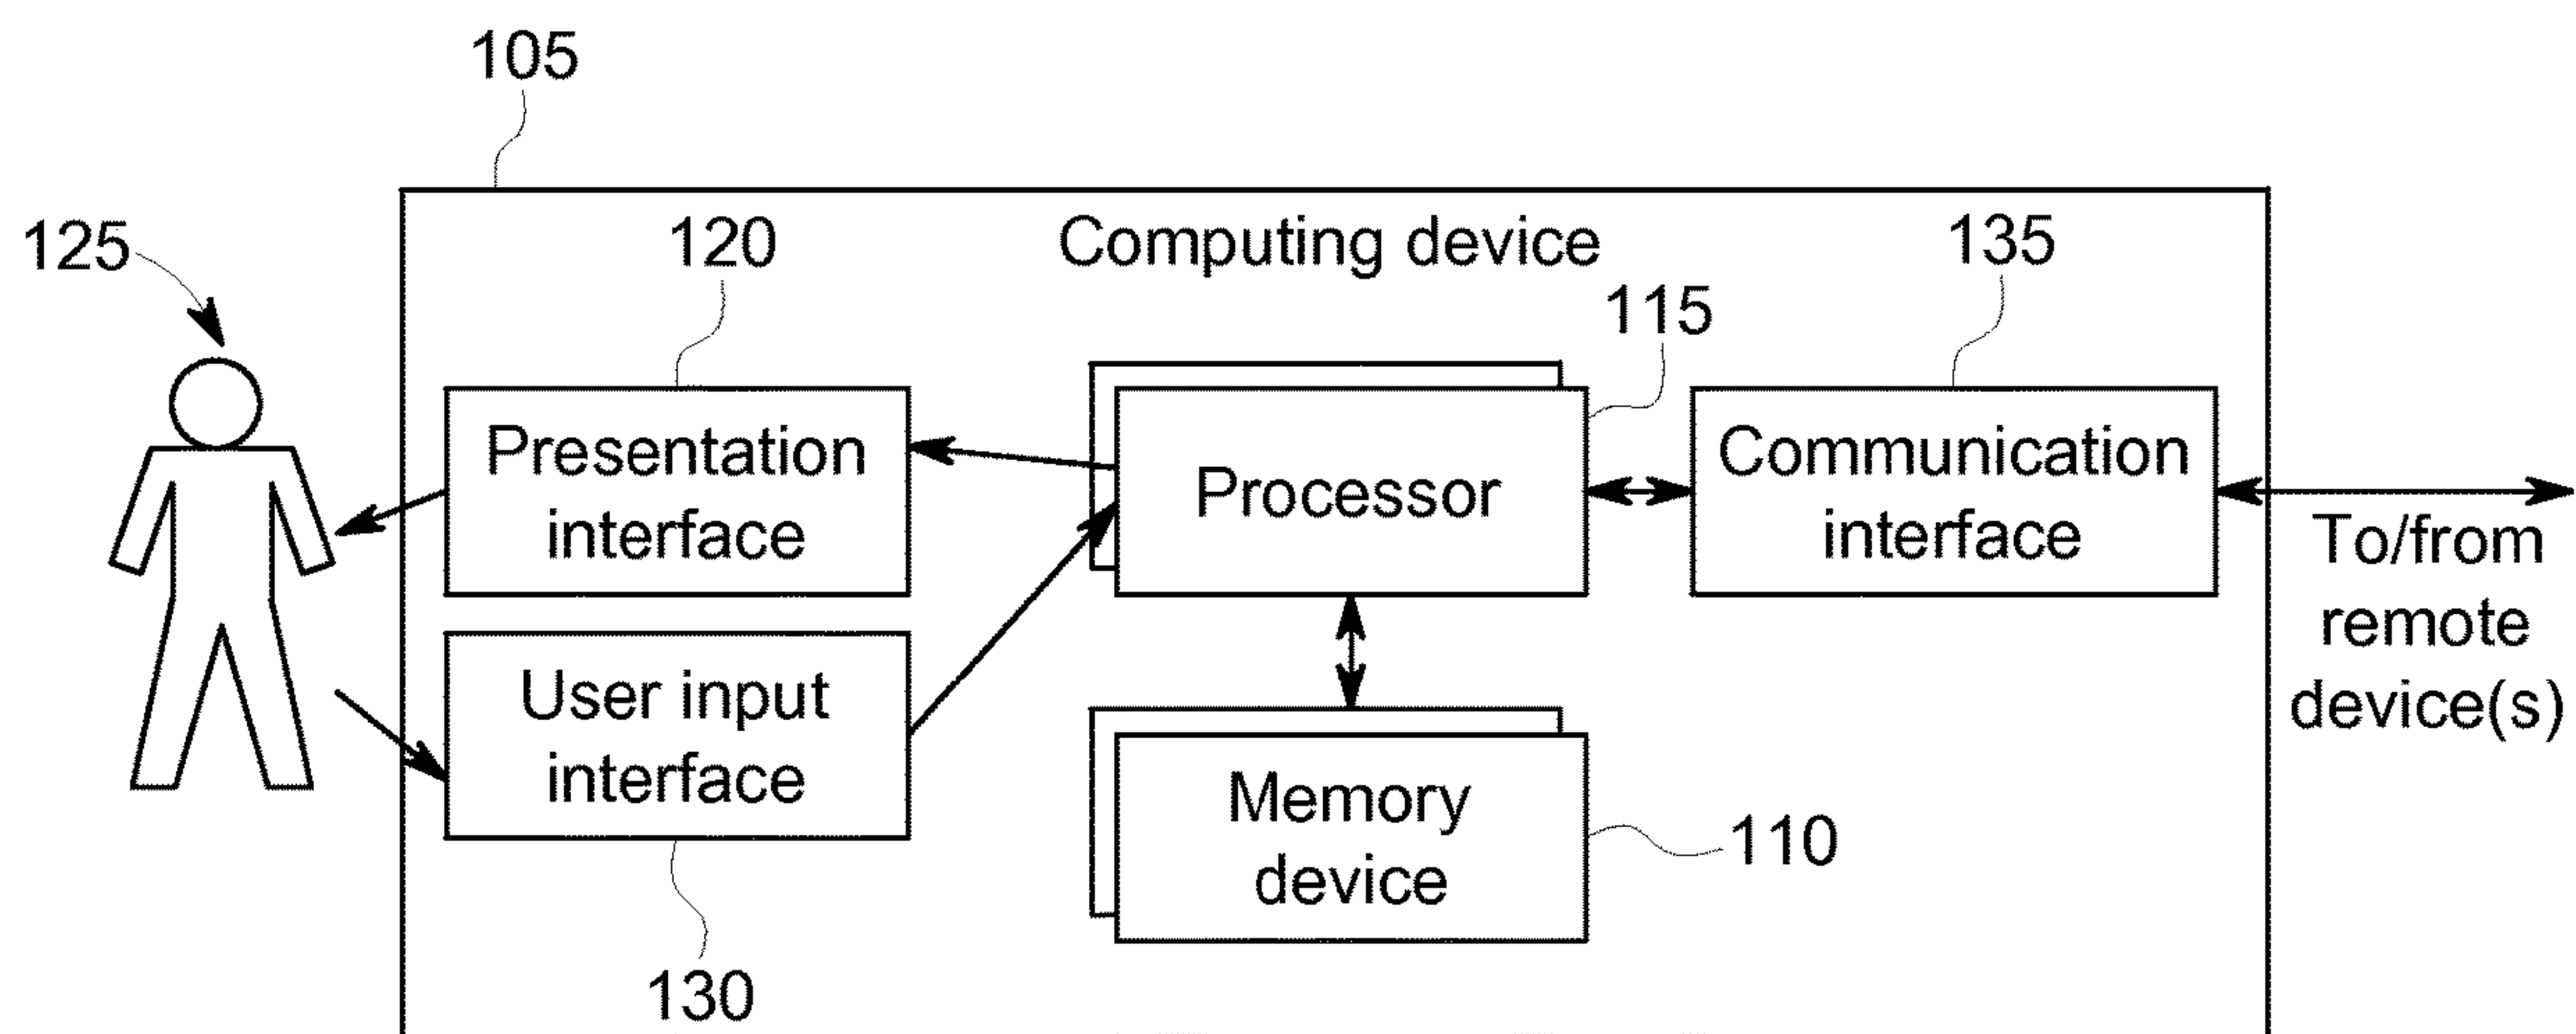 105
125
120
Computing device
135
115
Presentation
interface
Processor
Communication
interface
To/from
remote
device(s)
User input
interface
Memory
device
110
130